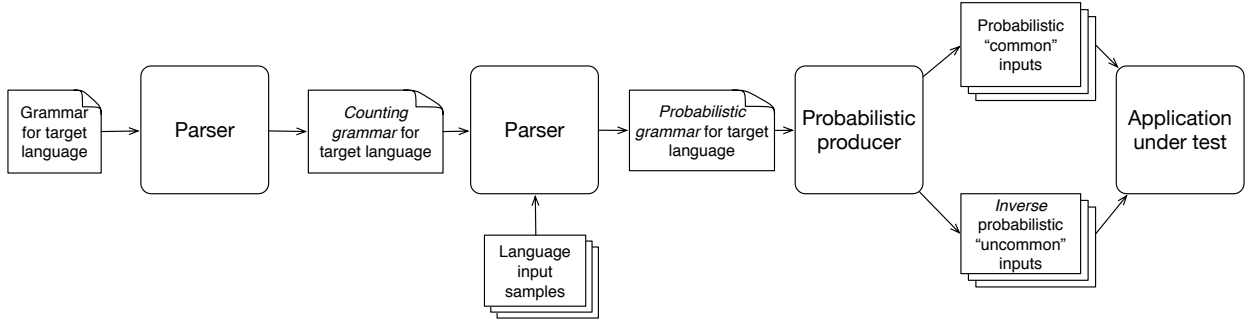 Grammar
for target
language
Parser
Counting
grammar for
target language
Parser
Language
input
samples
Probabilistic
grammar for target
language
Probabilistic
producer
Probabilistic
“common”
inputs
Inverse
probabilistic
“uncommon”
inputs
Application
under test